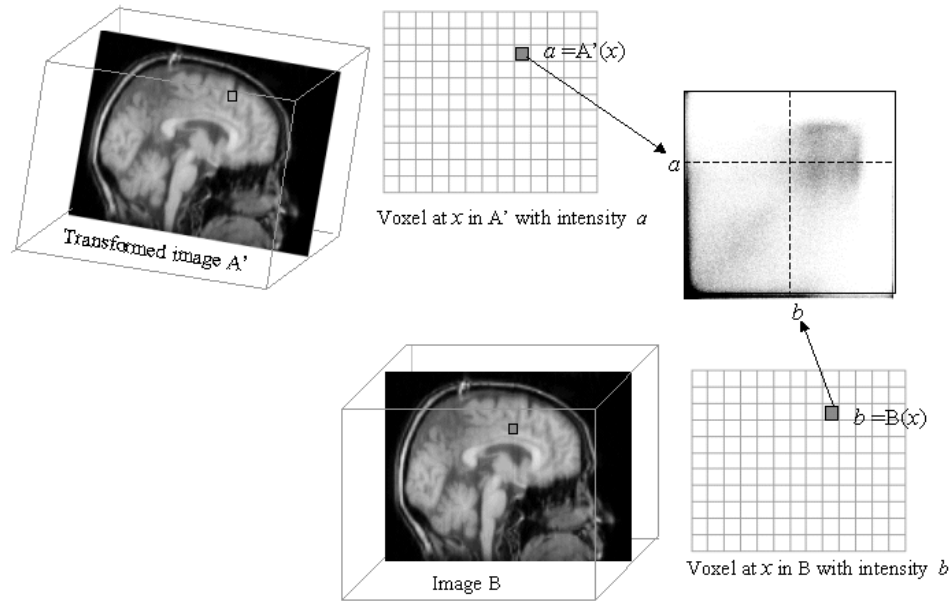 a =A’(x)
Voxel at x in A’ with intensity a
Transformed image A’
a
b
b =B(x)
Voxel at x in B with intensity b
Image B